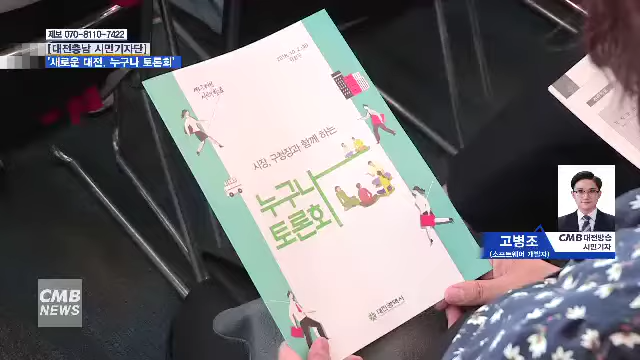 제보 070-8110-7422
[대전충남 시민기자단]
'새로운 대전, 누구나 토론회'
시장, 구청장과 함께 하는
누구나
토론회
대전광역시
고병조
(소프트웨어 개발자)
CMB 대전방송
시민기자
CMB
NEWS